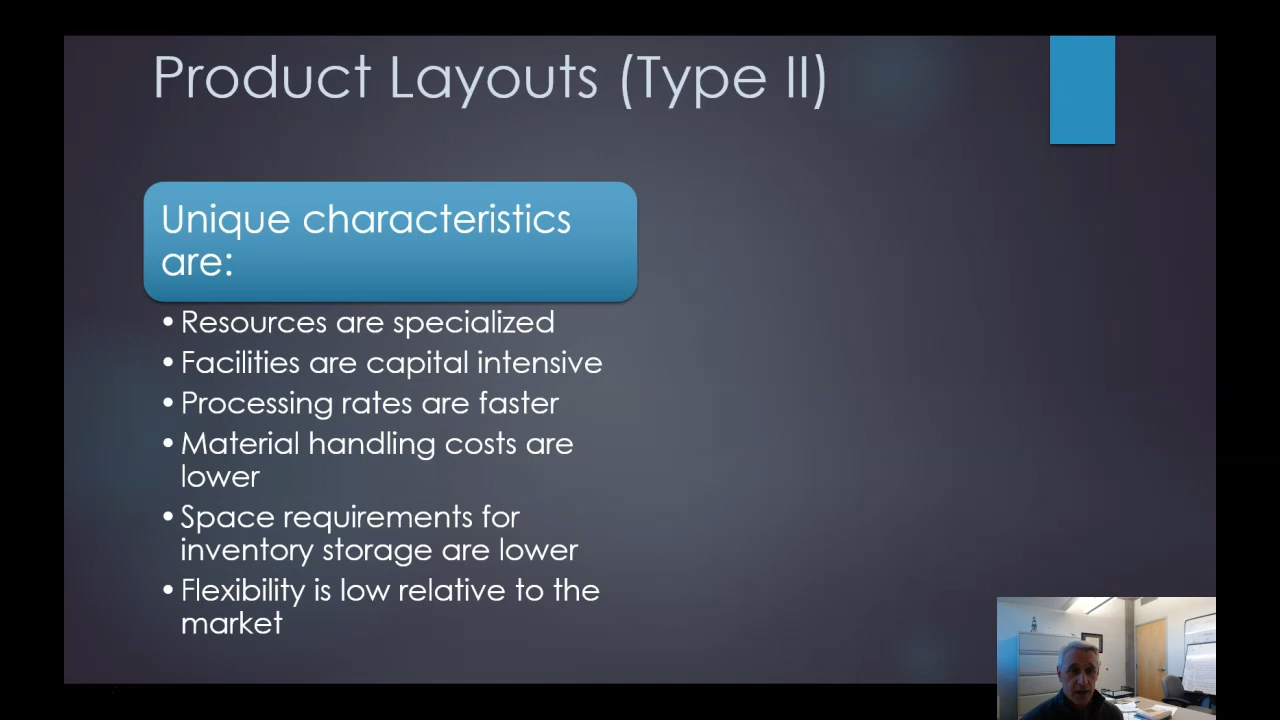 Product Layouts (Type II)
Unique characteristics
are:
• Resources are specialized
• Facilities are capital intensive
• Processing rates are faster
• Material handling costs are
lower
• Space requirements for
inventory storage are lower
• Flexibility is low relative to the
market